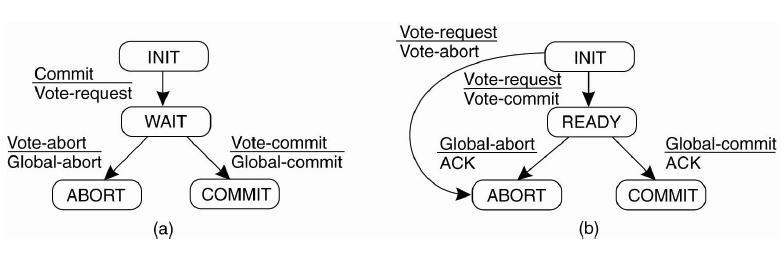 INIT
Commit
Vote-request
WAIT
Vote-abort
Global-abort
Vote-commit
Global-commit
ABORT
COMMIT
(a)
Vote-request
Vote-abort
INIT
Vote-request
Vote-commit
READY
Global-abort
ACK
Global-commit
ACK
ABORT
COMMIT
(b)